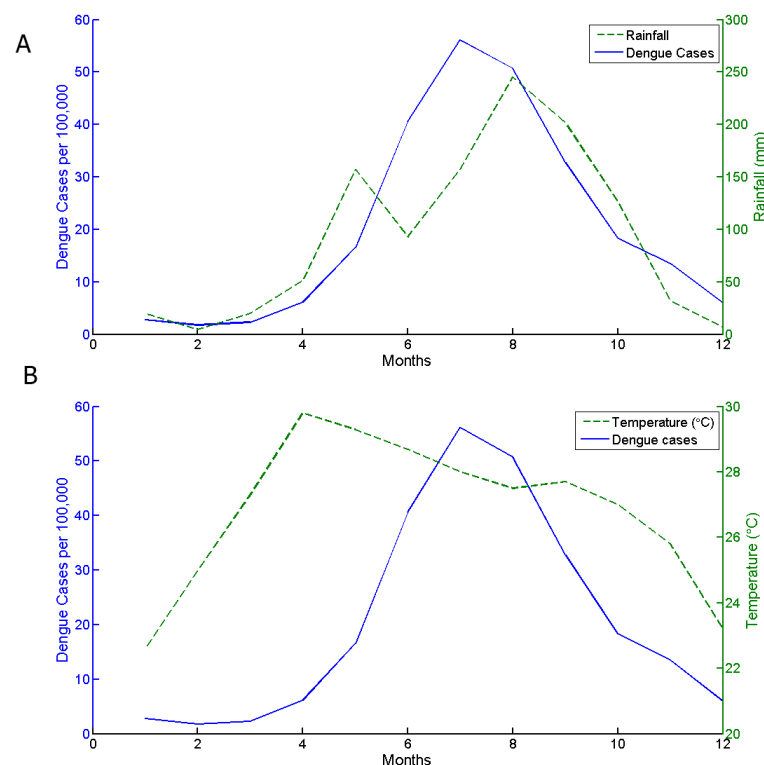 A
60
50
40
30
20
10
0
Dengue Cases per 100,000
Rainfall
Dengue Cases
300
250
200
150
100
50
0
Rainfall (mm)
0 2 4 6 8 10 12
Months
B
60
50
40
30
20
10
0
Dengue Cases per 100,000
Temperature (°C)
Dengue cases
30
28
26
24
22
20
Temperature (°C)
0 2 4 6 8 10 12
Months